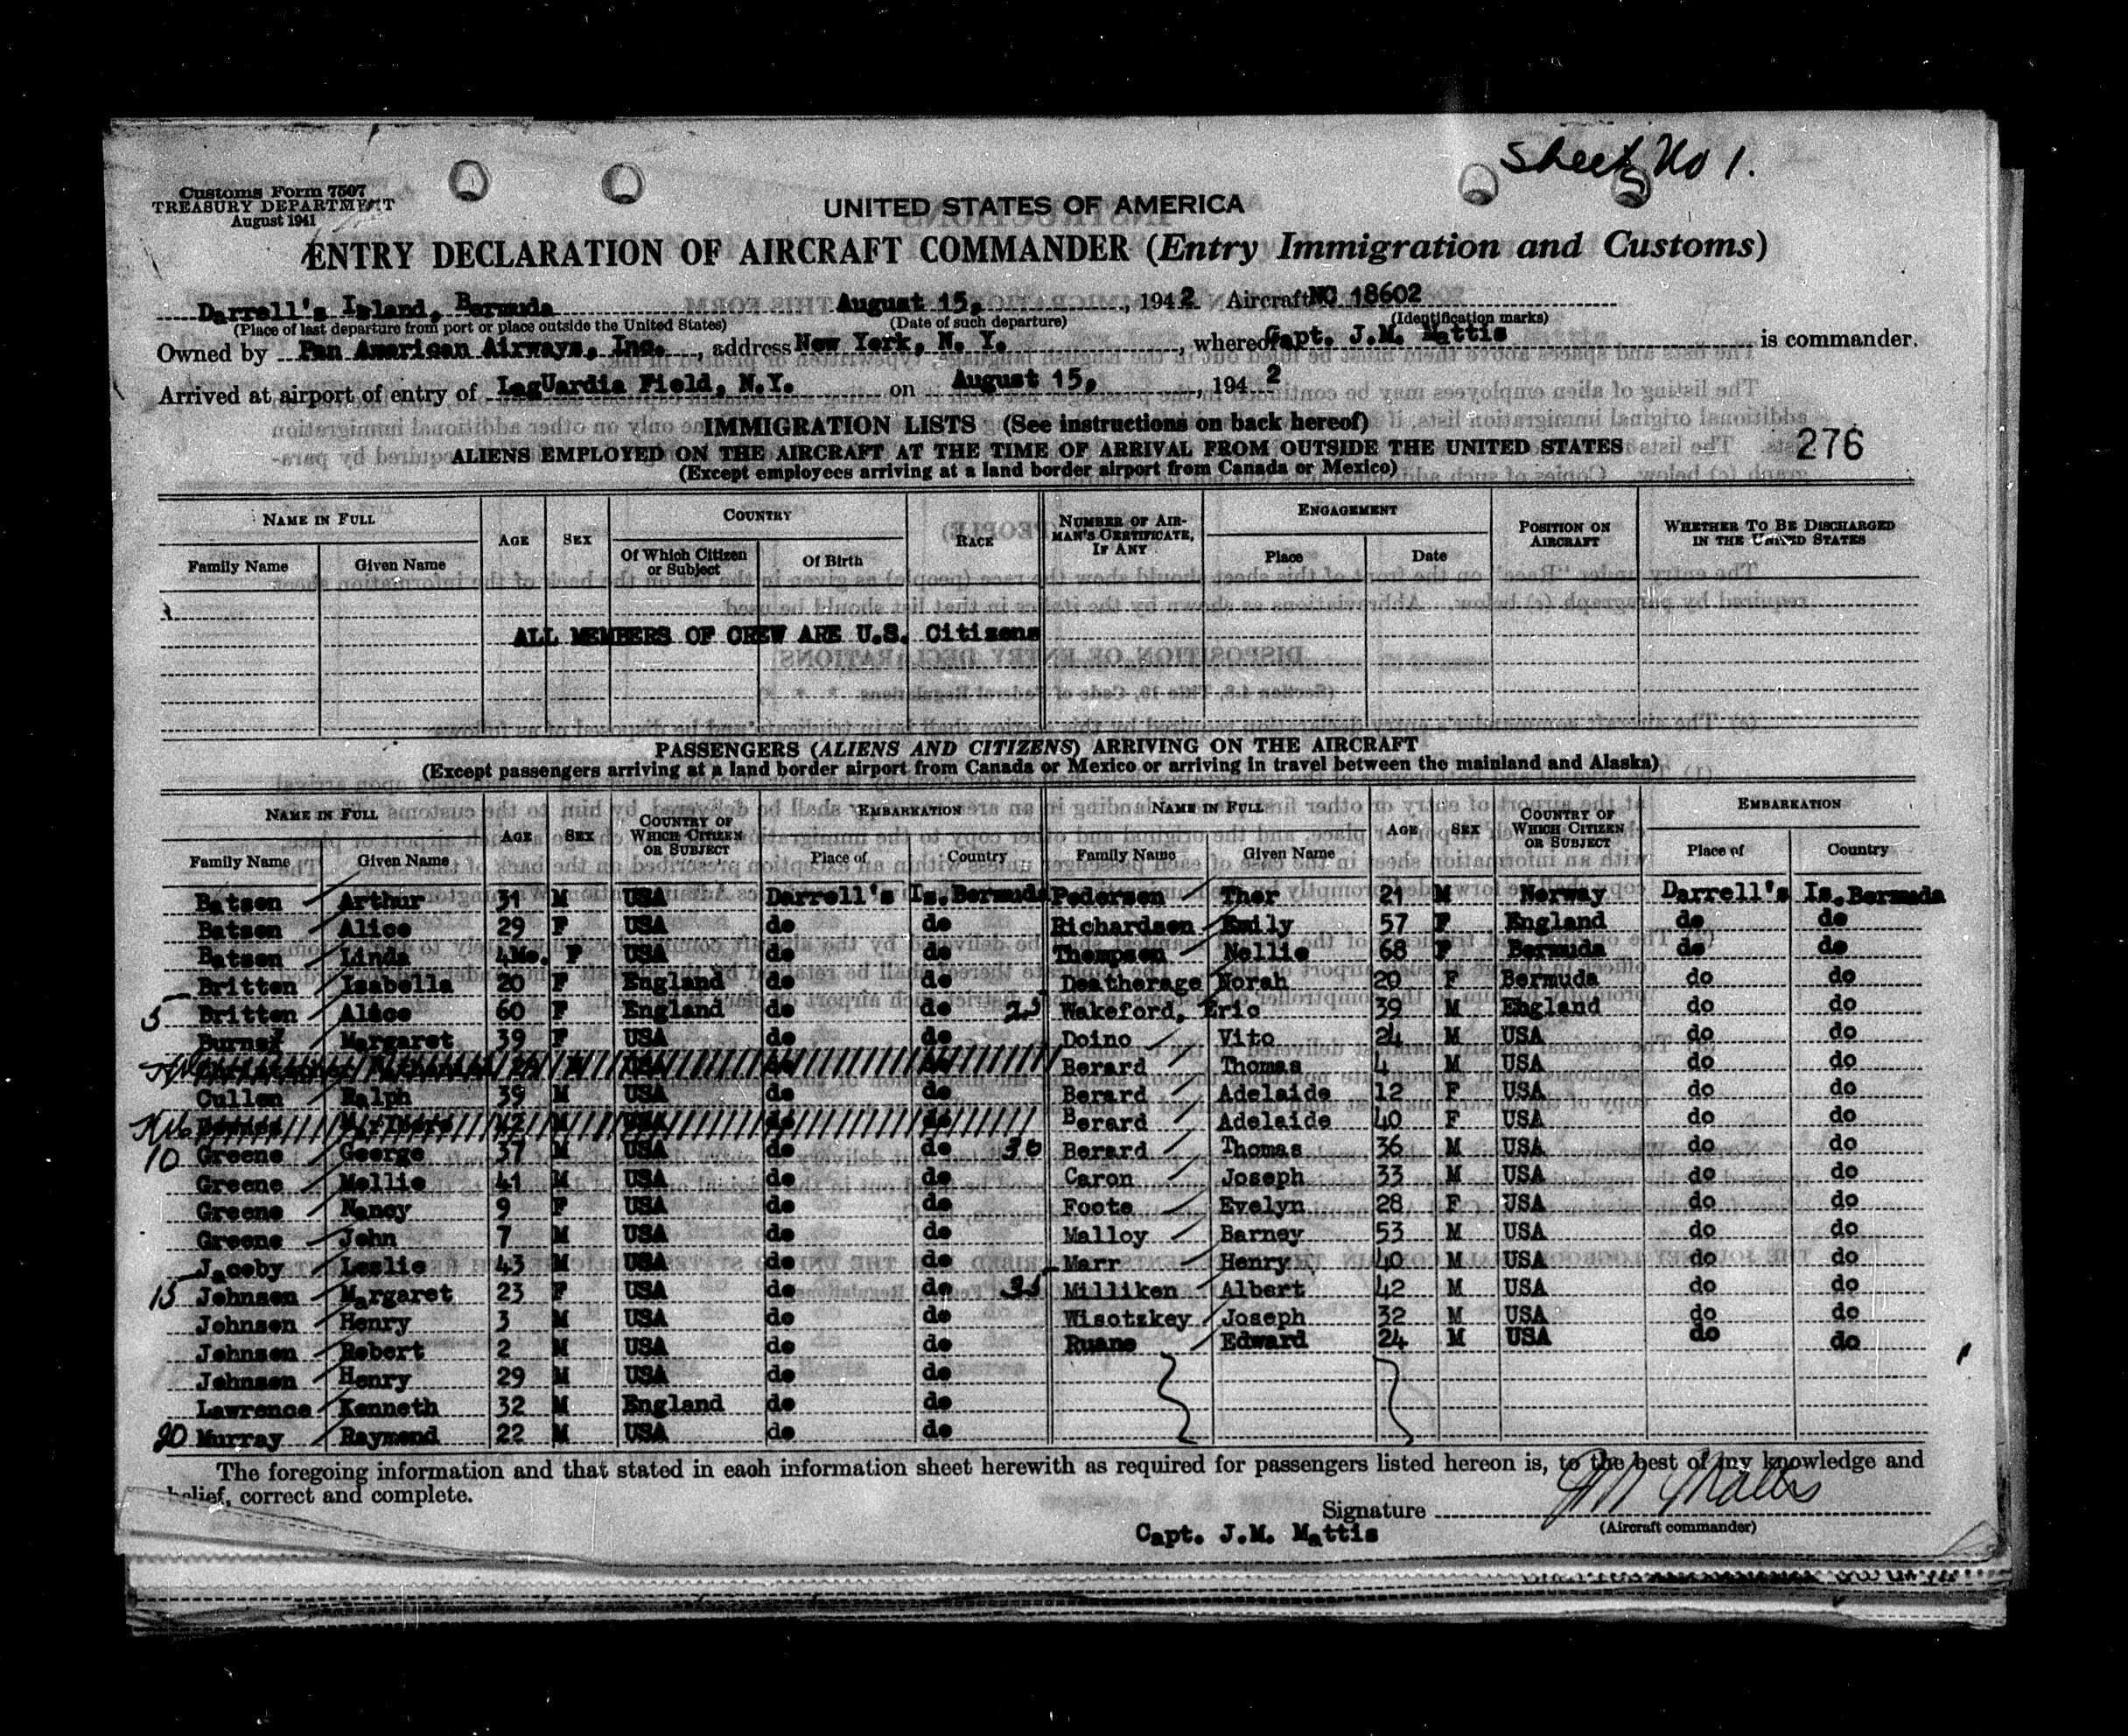 Sheet No 1.
Customs Form 7507
TREASURY DEPARTMENT
August 1941
UNITED STATES OF AMERICA
ENTRY DECLARATION OF AIRCRAFT COMMANDER (Entry Immigration and Customs)
Darrell's Island, Bermuda August 15, , 1942 Aircraft NC 18602
(Place of last departure from port or place outside the United States) (Date of such departure) (Identification marks)
Owned by Pan American Airways, Inc. , address New York, N. Y. , whereof Capt. J.M. Mattis is commander.
Arrived at airport of entry of LagUardia Field, N.Y. on August 15, , 1942
IMMIGRATION LISTS (See instructions on back hereof)
276
ALIENS EMPLOYED ON THE AIRCRAFT AT THE TIME OF ARRIVAL FROM OUTSIDE THE UNITED STATES
(Except employees arriving at a land border airport from Canada or Mexico)
NAME IN FULL AGE SEX COUNTRY RACE NUMBER OF AIRMAN'S CERTIFICATE, IF ANY ENGAGEMENT POSITION ON AIRCRAFT WHETHER TO BE DISCHARGED IN THE UNITED STATES
Family Name Given Name Of Which Citizen or Subject Of Birth Place Date
ALL MEMBERS OF CREW ARE U.S. Citizens
PASSENGERS (ALIENS AND CITIZENS) ARRIVING ON THE AIRCRAFT
(Except passengers arriving at a land border airport from Canada or Mexico or arriving in travel between the mainland and Alaska)
NAME IN FULL AGE SEX COUNTRY OF WHICH CITIZEN OR SUBJECT EMBARKATION NAME IN FULL AGE SEX COUNTRY OF WHICH CITIZEN OR SUBJECT EMBARKATION
Family Name Given Name Place of Country Family Name Given Name Place of Country
Batson Arthur 31 M USA Darrell's Is. Bermuda Pedersen Thor 21 M Norway Darrell's Is. Bermuda
Batson Alice 29 F USA do do Richardson Emily 57 F England do do
Batson Linda 4Mo. F USA do do Thompson Nellie 68 F Bermuda do do
Britton Isabella 20 F England do do Deatherage Norah 20 F Bermuda do do
5 Britton Alice 60 F England do do 25 Wakeford, Eric 39 M England do do
Burns Margaret 39 F USA do do Doino Vito 24 M USA do do
Berard Thomas 4 M USA do do
Cullen Ralph 39 M USA do do Berard Adelaide 12 F USA do do
42 M USA do do Berard Adelaide 40 F USA do do
10 Greene George 37 M USA do do 30 Berard Thomas 36 M USA do do
Greene Mellie 41 M USA do do Caron Joseph 33 M USA do do
Greene Nancy 9 F USA do do Foote Evelyn 28 F USA do do
Greene John 7 M USA do do Malloy Barney 53 M USA do do
Jacoby Leslie 43 M USA do do Marr Henry 40 M USA do do
15 Johnson Margaret 23 F USA do do 35 Milliken Albert 42 M USA do do
Johnson Henry 3 M USA do do Wisotzkey Joseph 32 M USA do do
Johnson Robert 2 M USA do do Ruane Edward 24 M USA do do
Johnson Henry 29 M USA do do
Lawrence Kenneth 32 M England do do
20 Murray Raymond 22 M USA do do
The foregoing information and that stated in each information sheet herewith as required for passengers listed hereon is, to the best of my knowledge and
belief, correct and complete.
Signature J M Mattis
(Aircraft commander)
Capt. J.M. Mattis